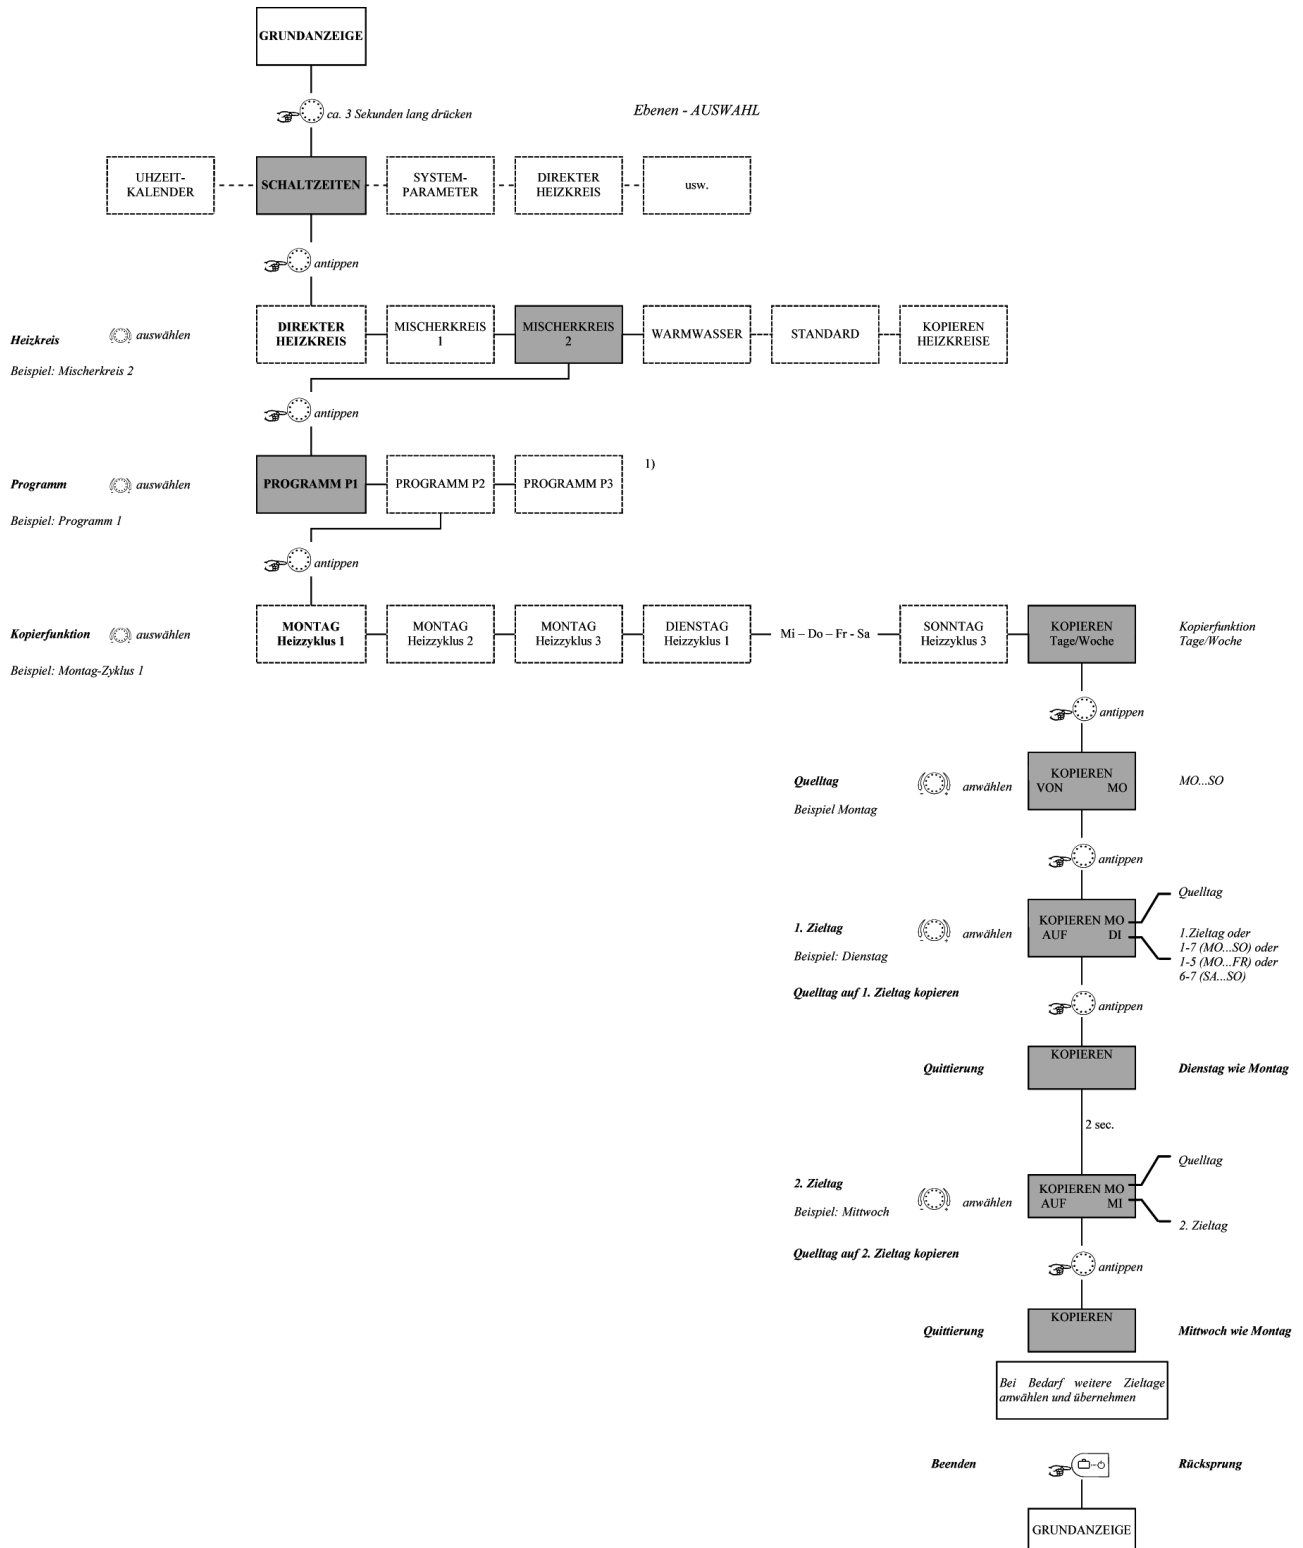 GRUNDANZEIGE
ca. 3 Sekunden lang drücken
Ebenen - AUSWAHL
UHZEIT-
KALENDER
SCHALTZEITEN
SYSTEM-
PARAMETER
DIREKTER
HEIZKREIS
usw.
antippen
Heizkreis
auswählen
Beispiel: Mischerkreis 2
DIREKTER
HEIZKREIS
MISCHERKREIS
1
MISCHERKREIS
2
WARMWASSER
STANDARD
KOPIEREN
HEIZKREISE
antippen
Programm
auswählen
Beispiel: Programm 1
PROGRAMM P1
PROGRAMM P2
PROGRAMM P3
1)
antippen
Kopierfunktion
auswählen
Beispiel: Montag-Zyklus 1
MONTAG
Heizzyklus 1
MONTAG
Heizzyklus 2
MONTAG
Heizzyklus 3
DIENSTAG
Heizzyklus 1
Mi – Do – Fr - Sa
SONNTAG
Heizzyklus 3
KOPIEREN
Tage/Woche
Kopierfunktion
Tage/Woche
antippen
Quelltag
anwählen
Beispiel Montag
KOPIEREN
VON MO
MO...SO
antippen
1. Zieltag
anwählen
Beispiel: Dienstag
KOPIEREN MO
AUF DI
Quelltag
1.Zieltag oder
1-7 (MO...SO) oder
1-5 (MO...FR) oder
6-7 (SA...SO)
Quelltag auf 1. Zieltag kopieren
antippen
Quittierung
KOPIEREN
Dienstag wie Montag
2 sec.
2. Zieltag
anwählen
Beispiel: Mittwoch
KOPIEREN MO
AUF MI
Quelltag
2. Zieltag
Quelltag auf 2. Zieltag kopieren
antippen
Quittierung
KOPIEREN
Mittwoch wie Montag
Bei Bedarf weitere Zieltage
anwählen und übernehmen
Beenden
Rücksprung
GRUNDANZEIGE